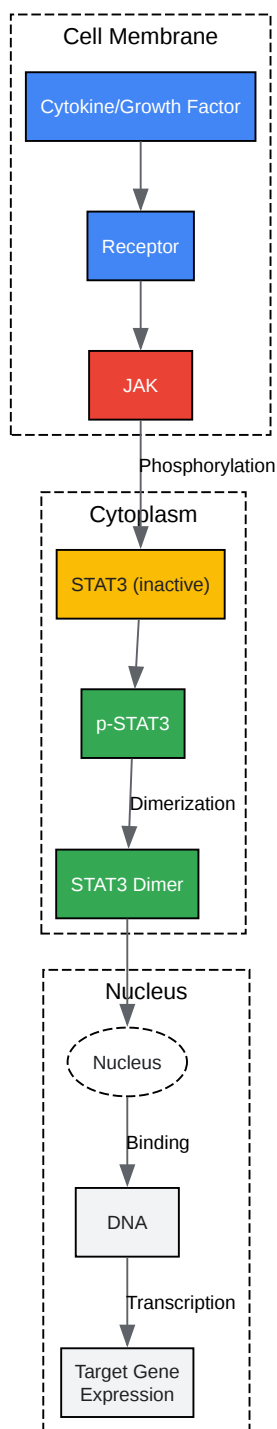 Cell Membrane
Cytokine/Growth Factor
Receptor
JAK
Phosphorylation
Cytoplasm
STAT3 (inactive)
p-STAT3
Dimerization
STAT3 Dimer
Nucleus
Nucleus
Binding
DNA
Transcription
Target Gene
Expression